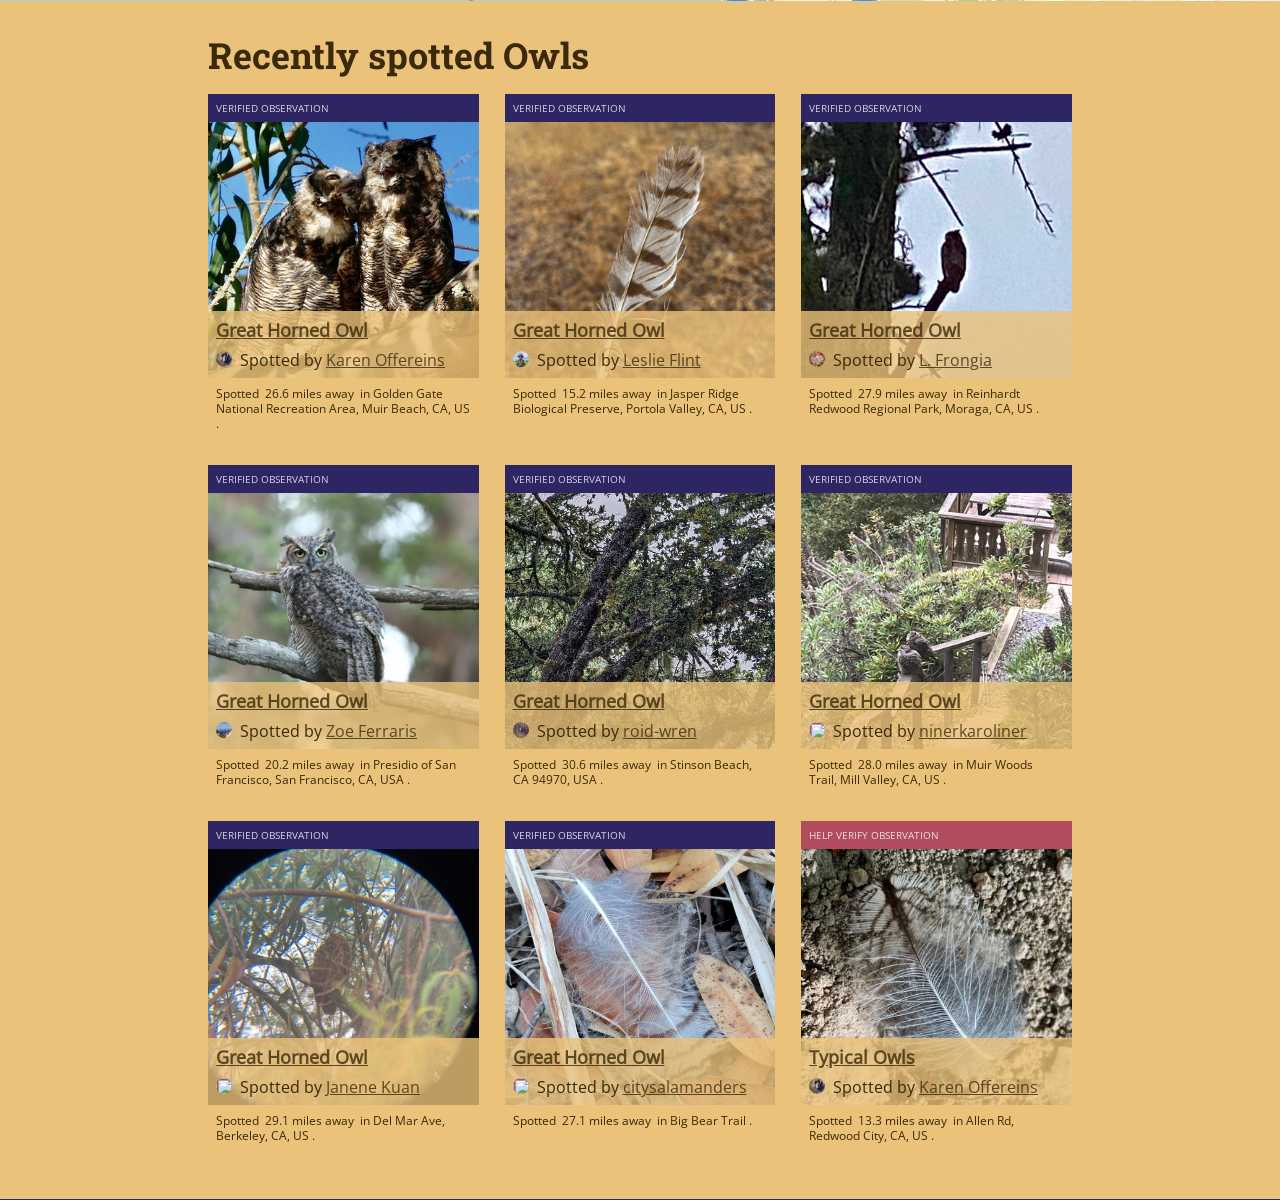 Recently spotted Owls
VERIFIED OBSERVATION
Great Horned Owl
Spotted by Karen Offereins
Spotted 26.6 miles away in Golden Gate
National Recreation Area, Muir Beach, CA, US
.
VERIFIED OBSERVATION
Great Horned Owl
Spotted by Leslie Flint
Spotted 15.2 miles away in Jasper Ridge
Biological Preserve, Portola Valley, CA, US .
VERIFIED OBSERVATION
Great Horned Owl
Spotted by L. Frongia
Spotted 27.9 miles away in Reinhardt
Redwood Regional Park, Moraga, CA, US .
VERIFIED OBSERVATION
Great Horned Owl
Spotted by Zoe Ferraris
Spotted 20.2 miles away in Presidio of San
Francisco, San Francisco, CA, USA .
VERIFIED OBSERVATION
Great Horned Owl
Spotted by roid-wren
Spotted 30.6 miles away in Stinson Beach,
CA 94970, USA .
VERIFIED OBSERVATION
Great Horned Owl
Spotted by ninerkaroliner
Spotted 28.0 miles away in Muir Woods
Trail, Mill Valley, CA, US .
VERIFIED OBSERVATION
Great Horned Owl
Spotted by Janene Kuan
Spotted 29.1 miles away in Del Mar Ave,
Berkeley, CA, US .
VERIFIED OBSERVATION
Great Horned Owl
Spotted by citysalamanders
Spotted 27.1 miles away in Big Bear Trail .
HELP VERIFY OBSERVATION
Typical Owls
Spotted by Karen Offereins
Spotted 13.3 miles away in Allen Rd,
Redwood City, CA, US .